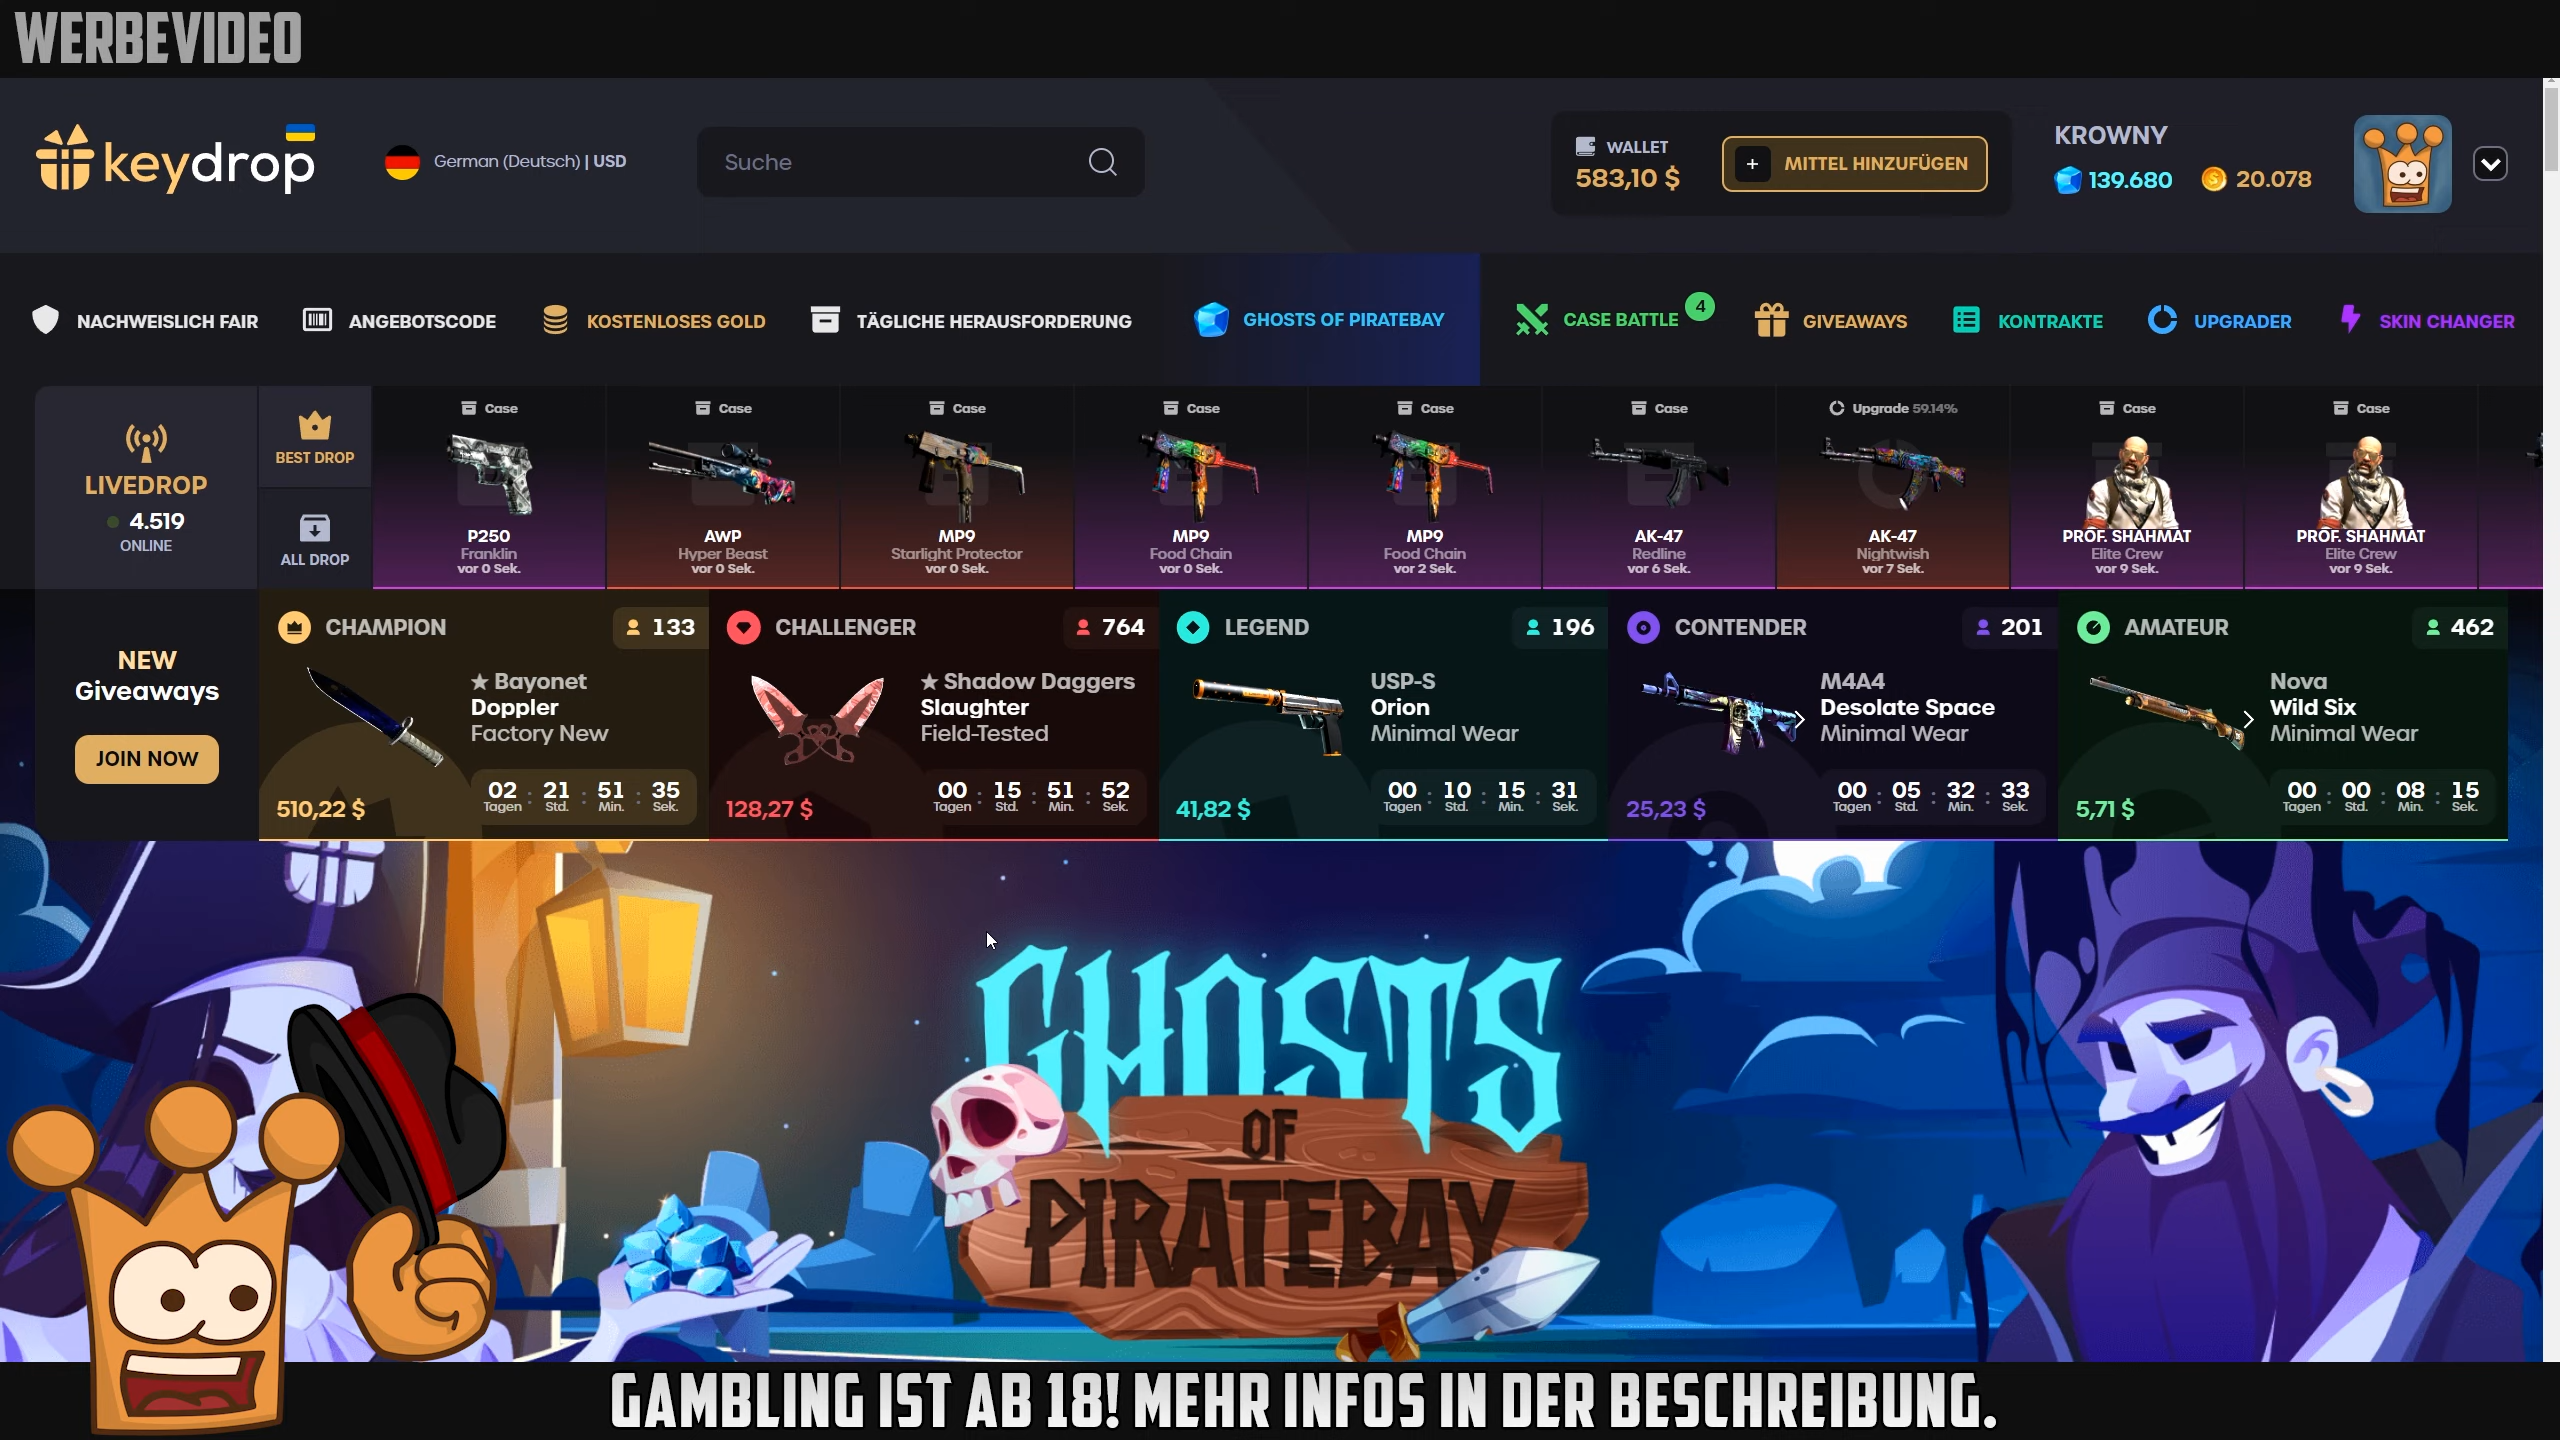 WERBEVIDEO
keydrop
German (Deutsch) | USD
Suche
WALLET
583,10 $
+ MITTEL HINZUFÜGEN
KROWNY
139.680
20.078
NACHWEISLICH FAIR
ANGEBOTSCODE
KOSTENLOSES GOLD
TÄGLICHE HERAUSFORDERUNG
GHOSTS OF PIRATEBAY
CASE BATTLE 4
GIVEAWAYS
KONTRAKTE
UPGRADER
SKIN CHANGER
LIVEDROP
4.519
ONLINE
BEST DROP
ALL DROP
Case
P250
Franklin
vor 0 Sek.
Case
AWP
Hyper Beast
vor 0 Sek.
Case
MP9
Starlight Protector
vor 0 Sek.
Case
MP9
Food Chain
vor 0 Sek.
Case
MP9
Food Chain
vor 2 Sek.
Case
AK-47
Redline
vor 6 Sek.
Upgrade 59.14%
AK-47
Nightwish
vor 7 Sek.
Case
PROF. SHAHMAT
Elite Crew
vor 9 Sek.
Case
PROF. SHAHMAT
Elite Crew
vor 9 Sek.
NEW
Giveaways
JOIN NOW
CHAMPION
133
★ Bayonet
Doppler
Factory New
510,22 $
02 : 21 : 51 : 35
Tagen Std. Min. Sek.
CHALLENGER
764
★ Shadow Daggers
Slaughter
Field-Tested
128,27 $
00 : 15 : 51 : 52
Tagen Std. Min. Sek.
LEGEND
196
USP-S
Orion
Minimal Wear
41,82 $
00 : 10 : 15 : 31
Tagen Std. Min. Sek.
CONTENDER
201
M4A4
Desolate Space
Minimal Wear
25,23 $
00 : 05 : 32 : 33
Tagen Std. Min. Sek.
AMATEUR
462
Nova
Wild Six
Minimal Wear
5,71 $
00 : 00 : 08 : 15
Tagen Std. Min. Sek.
GHOSTS
OF
PIRATEBAY
GAMBLING IST AB 18! MEHR INFOS IN DER BESCHREIBUNG.